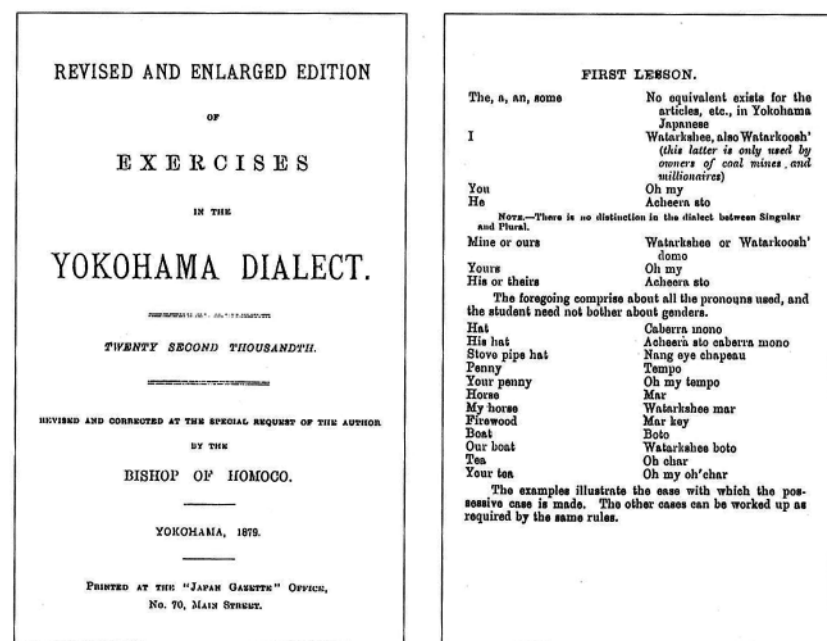 REVISED AND ENLARGED EDITION
OF
EXERCISES
IN THE
YOKOHAMA DIALECT.
TWENTY SECOND THOUSANDTH.
REVISED AND CORRECTED AT THE SPECIAL REQUEST OF THE AUTHOR
BY THE
BISHOP OF HOMOCO.
YOKOHAMA, 1879.
PRINTED AT THE "JAPAN GAZETTE" OFFICE,
No. 70, MAIN STREET.
FIRST LESSON.
The, a, an, some No equivalent exists for the
articles, etc., in Yokohama
Japanese
I Watarkshee, also Watarkoosh'
(this latter is only used by
owners of coal mines and
millionaires)
You Oh my
He Acheera sto
NOTE.—There is no distinction in the dialect between Singular
and Plural.
Mine or ours Watarkshee or Watarkoosh'
domo
Yours Oh my
His or theirs Acheera sto
The foregoing comprise about all the pronouns used, and
the student need not bother about genders.
Hat Caberra mono
His hat Acheera sto caberra mono
Stove pipe hat Nang eye chapeau
Penny Tempo
Your penny Oh my tempo
Horse Mar
My horse Watarkshee mar
Firewood Mar key
Boat Boto
Our boat Watarkshee boto
Tea Oh char
Your tea Oh my oh'char
The examples illustrate the ease with which the pos-
sessive case is made. The other cases can be worked up as
required by the same rules.